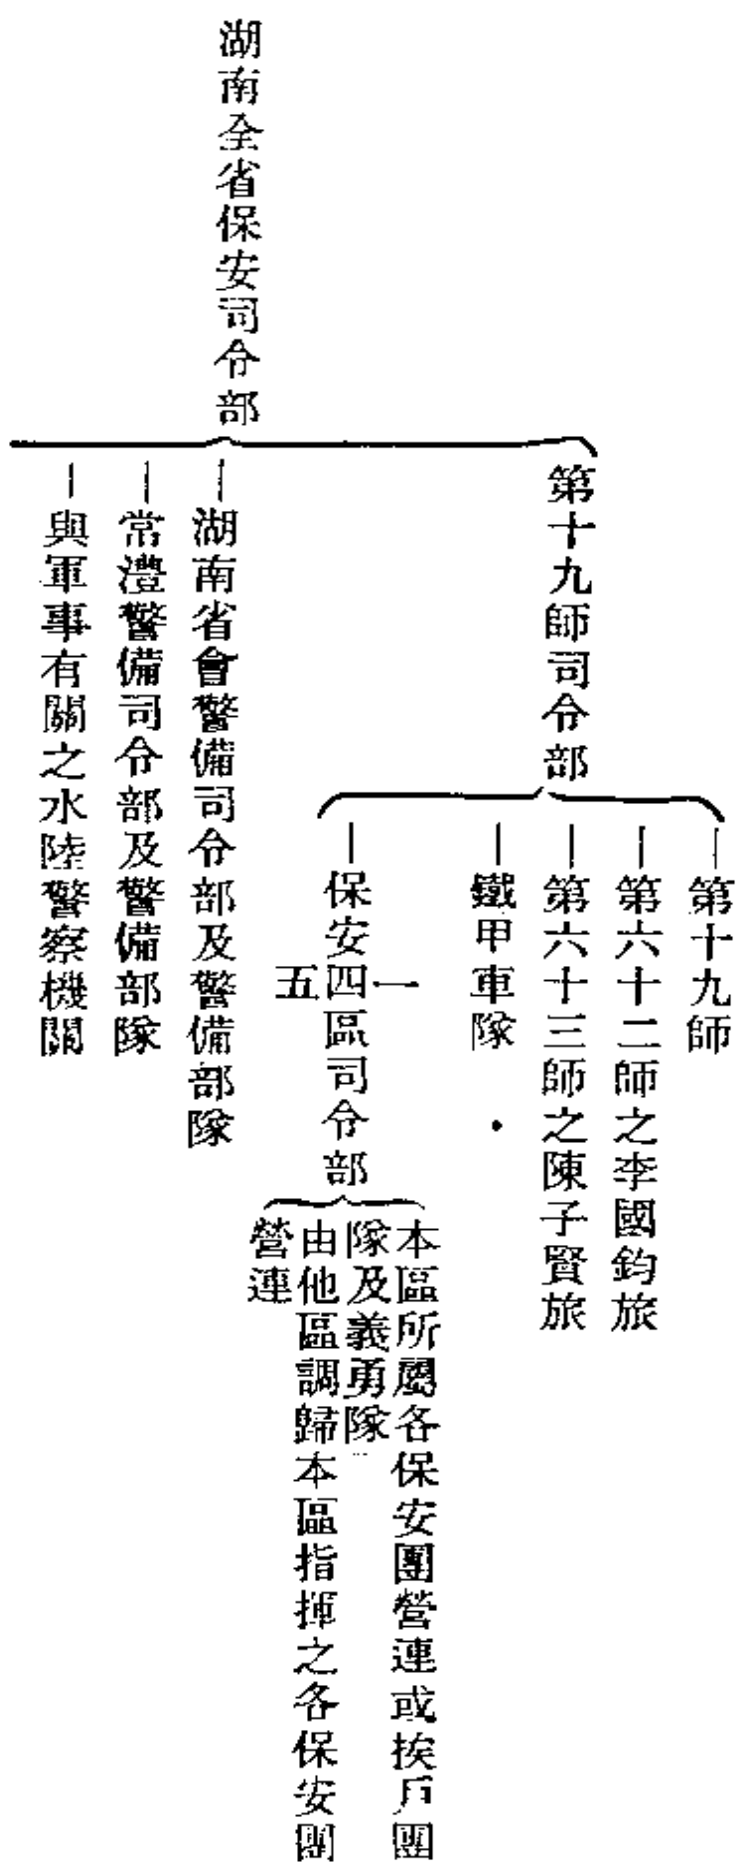 湖南全省保安司令部
第十九師司令部
第十九師
第六十二師之李國鈞旅
第六十三師之陳子賢旅
鐵甲車隊
一
保安四區司令部
五
本區所屬各保安團營連或挨戶團
隊及義勇隊
由他區調歸本區指揮之各保安團
營連
湖南省會警備司令部及警備部隊
常澧警備司令部及警備部隊
與軍事有關之水陸警察機關